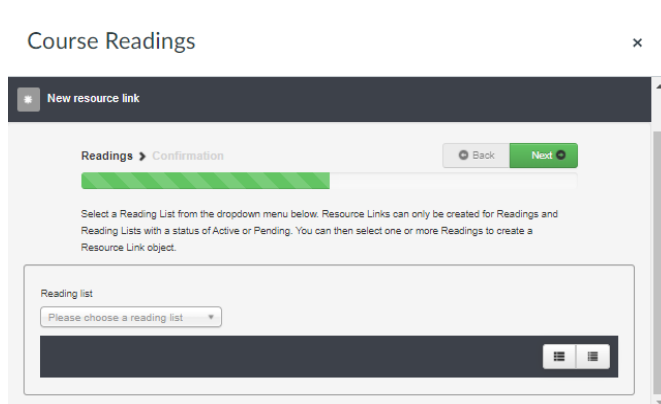 Course Readings
×
New resource link
Readings > Confirmation
Back
Next
Select a Reading List from the dropdown menu below. Resource Links can only be created for Readings and
Reading Lists with a status of Active or Pending. You can then select one or more Readings to create a
Resource Link object.
Reading list
Please choose a reading list